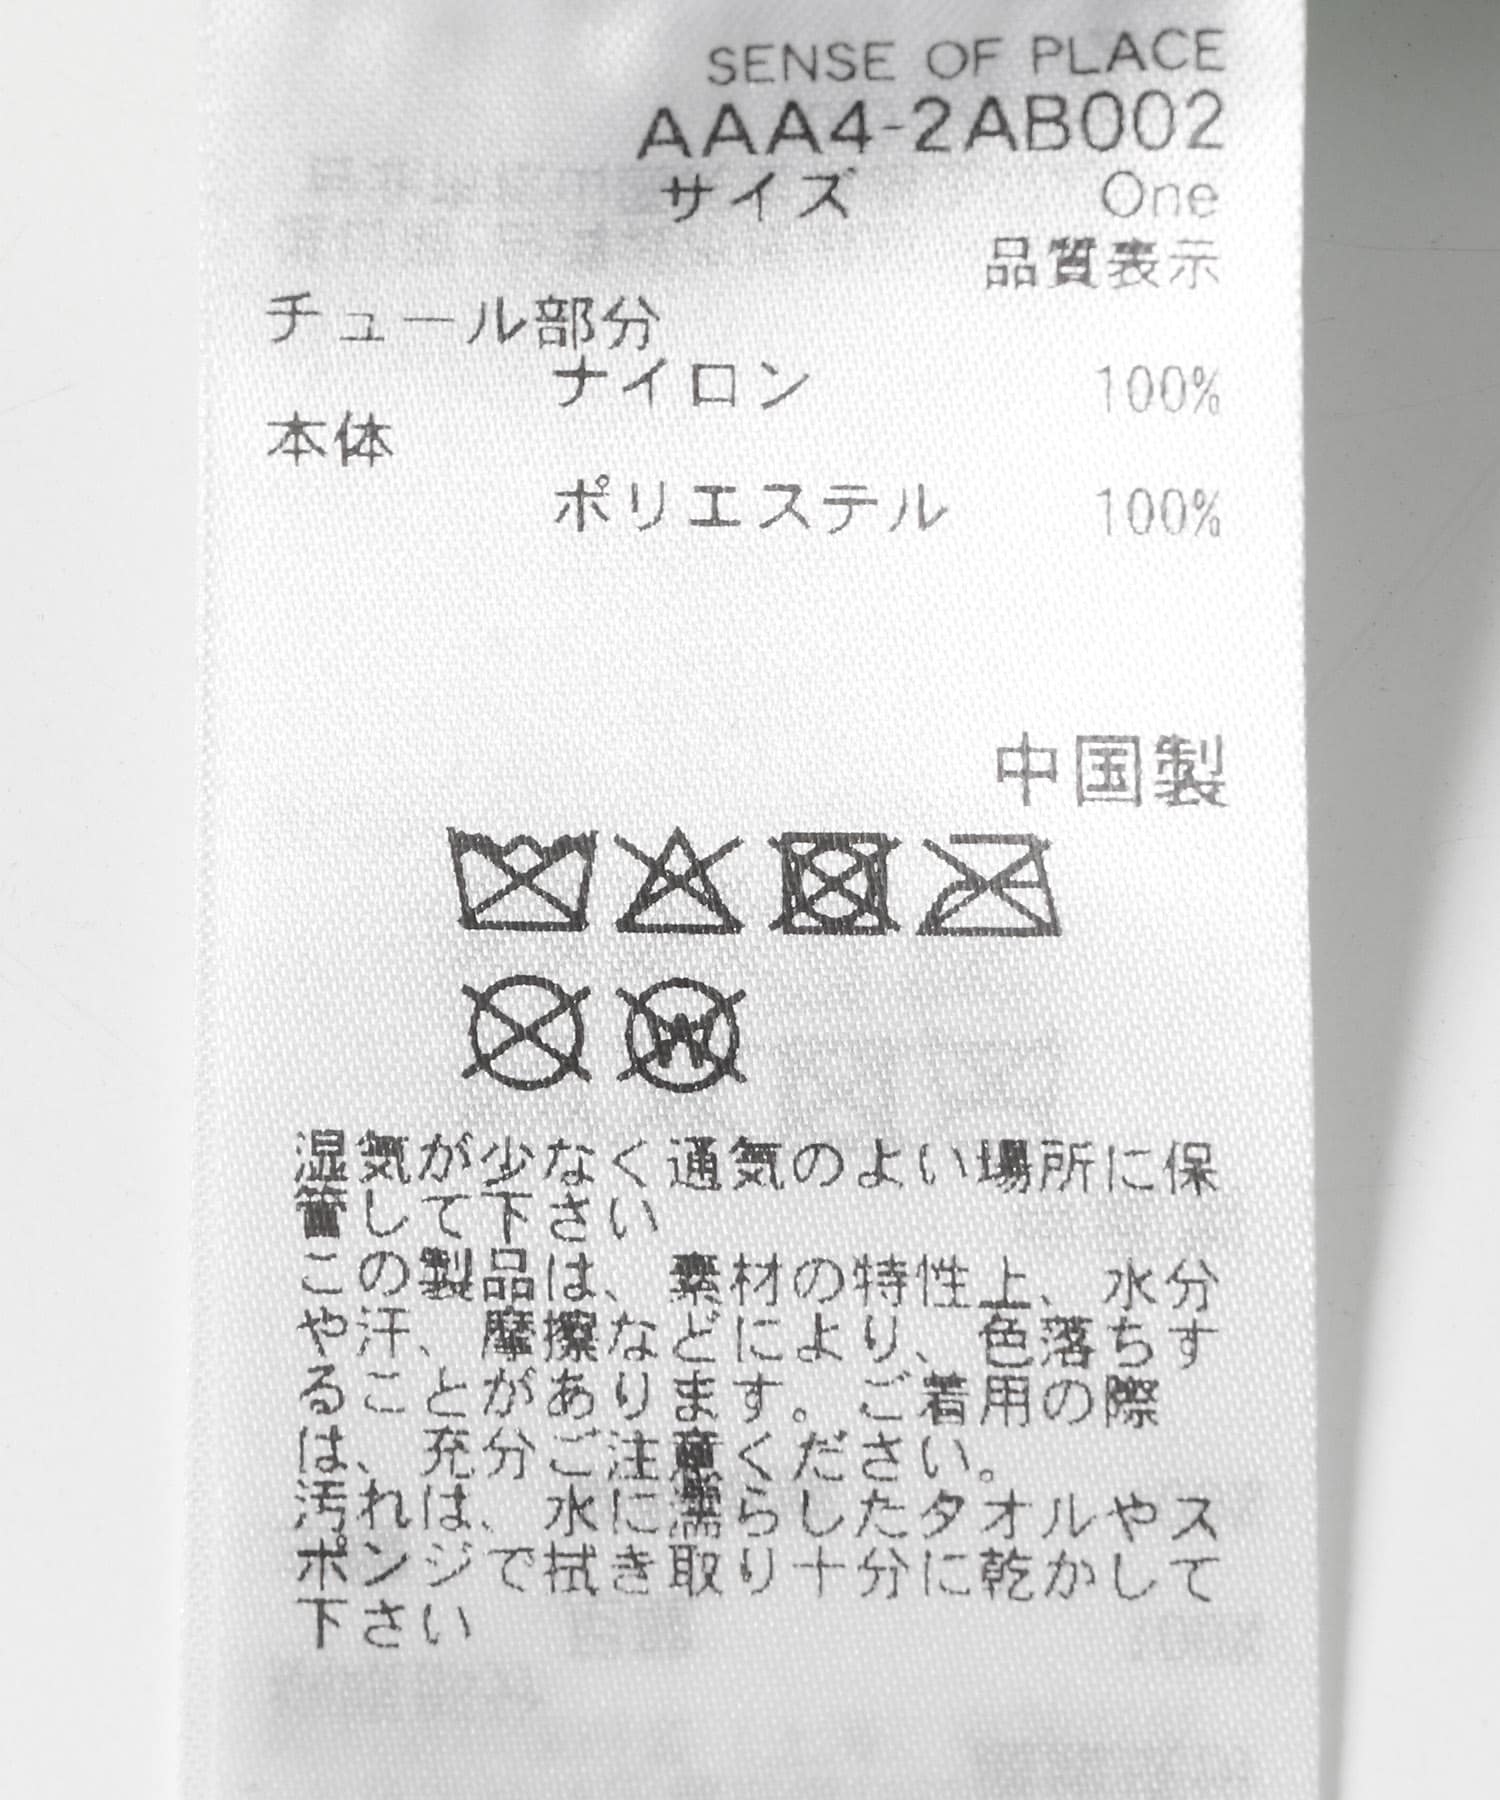 SENSE OF PLACE
AAA4-2AB002
サイズ One
品質表示
チュール部分
ナイロン 100%
本体
ポリエステル 100%
中国製
W
湿気が少なく通気のよい場所に保
管して下さい
この製品は、素材の特性上、水分
や汗、摩擦などにより、色落ちす
ることがあります。ご着用の際
は、充分ご注意ください。
汚れは、水に濡らしたタオルやス
ポンジで拭き取り十分に乾かして
下さい